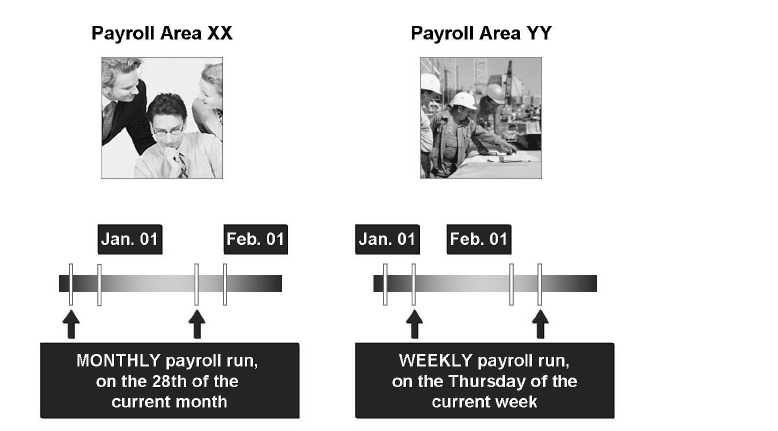 Payroll Area XX
Payroll Area YY
Jan. 01
Feb. 01
Jan. 01
Feb. 01
MONTHLY payroll run,
on the 28th of the
current month
WEEKLY payroll run,
on the Thursday of the
current week